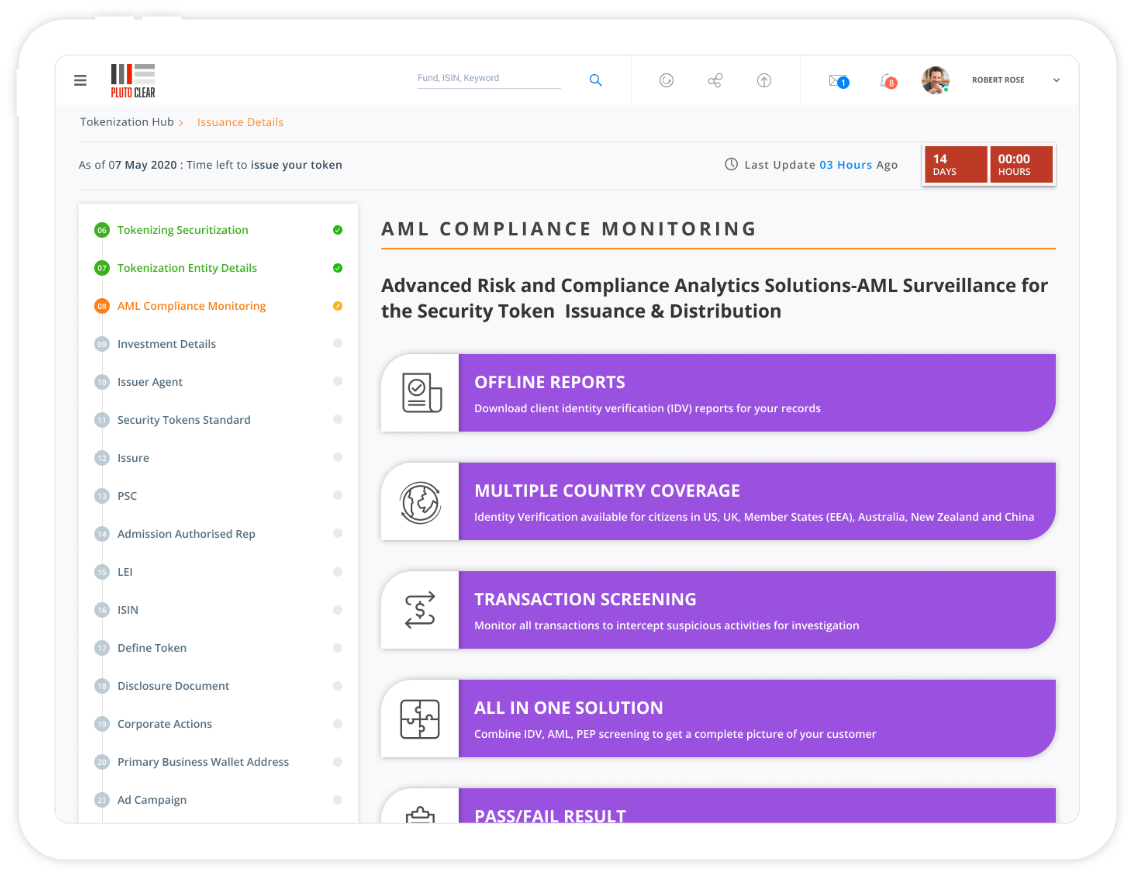 PLUTO CLEAR
Fund, ISIN, Keyword
1
8
ROBERT ROSE
Tokenization Hub > Issuance Details
As of 07 May 2020 : Time left to issue your token
Last Update 03 Hours Ago
14
DAYS
00:00
HOURS
06 Tokenizing Securitization
07 Tokenization Entity Details
08 AML Compliance Monitoring
09 Investment Details
10 Issuer Agent
11 Security Tokens Standard
12 Issure
13 PSC
14 Admission Authorised Rep
15 LEI
16 ISIN
17 Define Token
18 Disclosure Document
19 Corporate Actions
20 Primary Business Wallet Address
21 Ad Campaign
AML COMPLIANCE MONITORING
Advanced Risk and Compliance Analytics Solutions-AML Surveillance for
the Security Token Issuance & Distribution
OFFLINE REPORTS
Download client identity verification (IDV) reports for your records
MULTIPLE COUNTRY COVERAGE
Identity Verification available for citizens in US, UK, Member States (EEA), Australia, New Zealand and China
TRANSACTION SCREENING
Monitor all transactions to intercept suspicious activities for investigation
ALL IN ONE SOLUTION
Combine IDV, AML, PEP screening to get a complete picture of your customer
PASS/FAIL RESULT